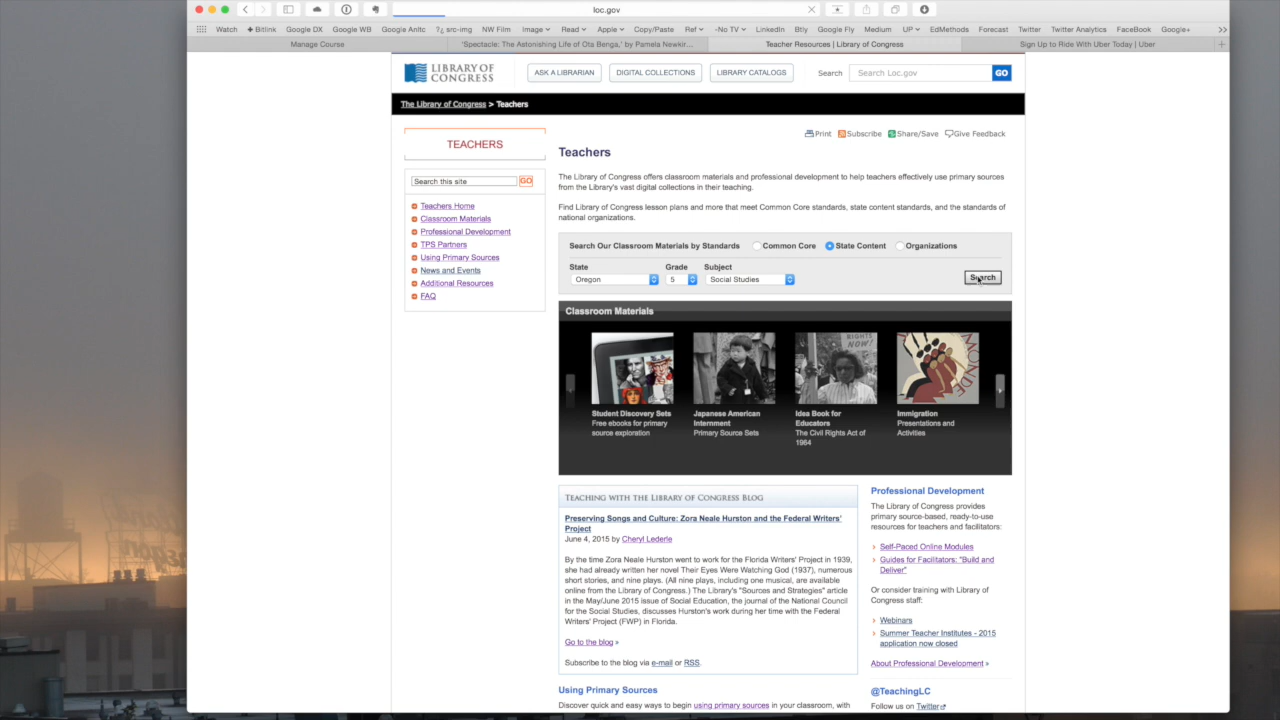 loc.gov
Watch + Bitlink Google DX Google WB Google Anltc ?¿ src-img NW Film Image Read Apple Copy/Paste Ref -No TV LinkedIn Btly Google Fly Medium UP EdMethods Forecast Twitter Twitter Analytics FaceBook Google+ >>
Manage Course 'Spectacle: The Astonishing Life of Ota Benga,' by Pamela Newkir... Teacher Resources | Library of Congress Sign Up to Ride With Uber Today | Uber
LIBRARY OF CONGRESS ASK A LIBRARIAN DIGITAL COLLECTIONS LIBRARY CATALOGS Search Search Loc.gov GO
The Library of Congress > Teachers
Print Subscribe Share/Save Give Feedback
TEACHERS
Search this site GO
Teachers Home
Classroom Materials
Professional Development
TPS Partners
Using Primary Sources
News and Events
Additional Resources
FAQ
Teachers
The Library of Congress offers classroom materials and professional development to help teachers effectively use primary sources
from the Library's vast digital collections in their teaching.
Find Library of Congress lesson plans and more that meet Common Core standards, state content standards, and the standards of
national organizations.
Search Our Classroom Materials by Standards Common Core State Content Organizations
State Grade Subject
Oregon 5 Social Studies Search
Classroom Materials
RIGHTS NOW!
MONDE
Student Discovery Sets
Free ebooks for primary
source exploration
Japanese American
Internment
Primary Source Sets
Idea Book for
Educators
The Civil Rights Act of
1964
Immigration
Presentations and
Activities
TEACHING WITH THE LIBRARY OF CONGRESS BLOG
Preserving Songs and Culture: Zora Neale Hurston and the Federal Writers'
Project
June 4, 2015 by Cheryl Lederle
By the time Zora Neale Hurston went to work for the Florida Writers' Project in 1939,
she had already written her novel Their Eyes Were Watching God (1937), numerous
short stories, and nine plays. (All nine plays, including one musical, are available
online from the Library of Congress.) The Library's "Sources and Strategies" article
in the May/June 2015 issue of Social Education, the journal of the National Council
for the Social Studies, discusses Hurston's work during her time with the Federal
Writers' Project (FWP) in Florida.
Go to the blog »
Subscribe to the blog via e-mail or RSS.
Using Primary Sources
Discover quick and easy ways to begin using primary sources in your classroom, with
Professional Development
The Library of Congress provides
primary source-based, ready-to-use
resources for teachers and facilitators:
Self-Paced Online Modules
Guides for Facilitators: "Build and
Deliver"
Or consider training with Library of
Congress staff:
Webinars
Summer Teacher Institutes - 2015
application now closed
About Professional Development »
@TeachingLC
Follow us on Twitter